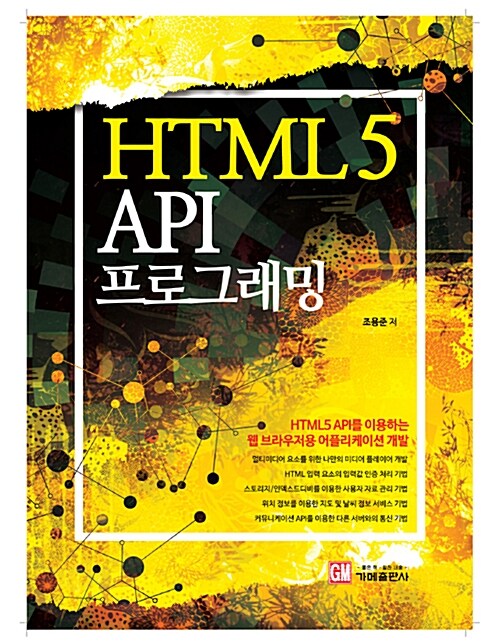 HTML5
API
프로그래밍
조용준 저
HTML5 API를 이용하는
웹 브라우저용 어플리케이션 개발
멀티미디어 요소를 위한 나만의 미디어 플레이어 개발
HTML 입력 요소의 입력값 인증 처리 기법
스토리지/인덱스드디비를 이용한 사용자 자료 관리 기법
위치 정보를 이용한 지도 및 날씨 정보 서비스 기법
커뮤니케이션 API를 이용한 다른 서버와의 통신 기법
GM
가메출판사